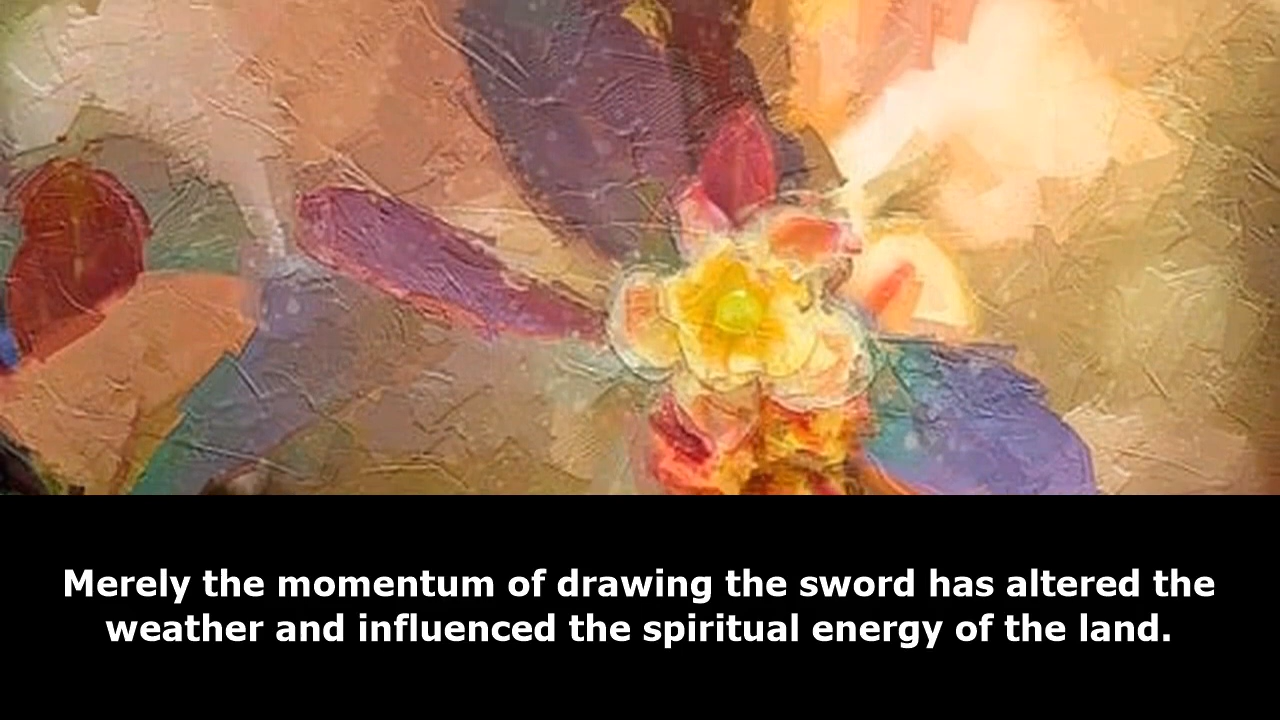 Merely the momentum of drawing the sword has altered the
weather and influenced the spiritual energy of the land.